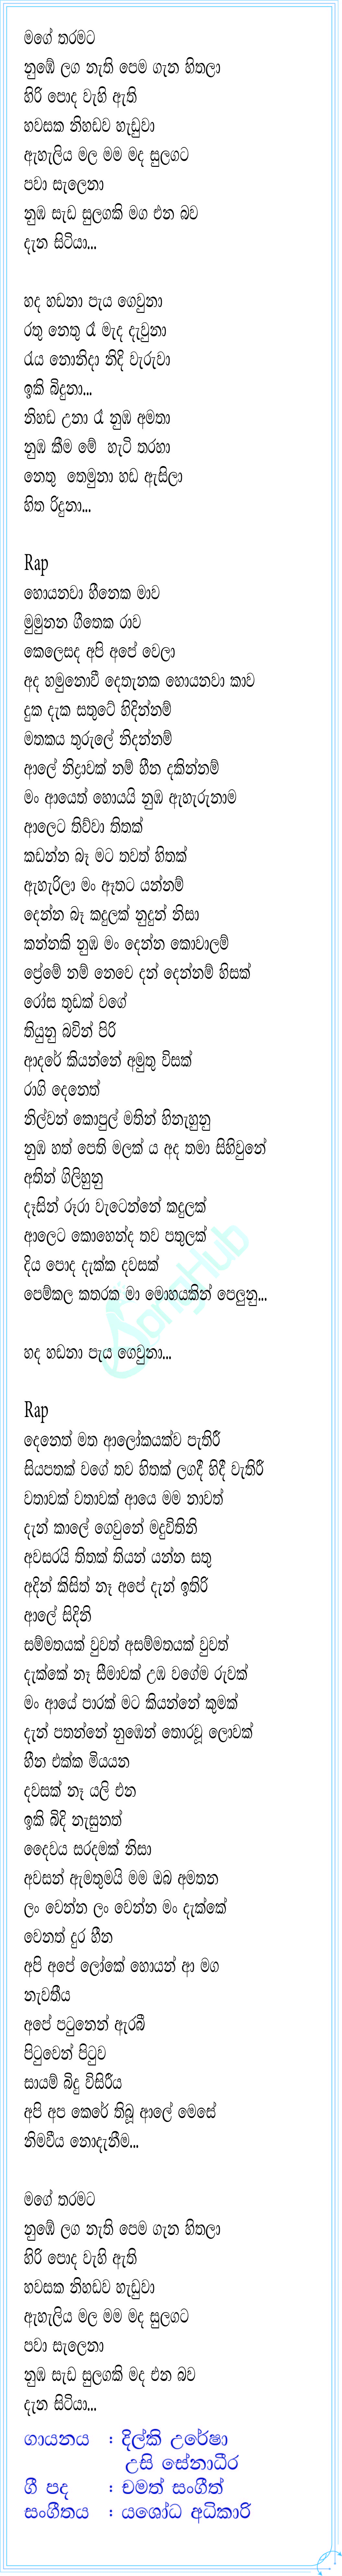 මගේ තරමට
නුඹේ ලග නැති පෙම ගැන හිතලා
හිරි පොද වැහි ඇති
හවසක නිහඩව හැඩුවා
ඇහැලිය මල මම මද සුලගට
පවා සැලෙනා
නුඹ සැඩ සුලගකි මග එන බව
දැන සිටියා...
හද හඩනා පැය ගෙවුනා
රතු නෙතු රෑ මැද දැවුනා
රැය නොනිදා නිදි වැරුවා
ඉකි බිදුනා...
නිහඩ උනා රෑ නුඹ අමතා
නුඹ කීම මේ හැටි තරහා
නෙතු තෙමුනා හඩ ඇසිලා
හිත රිදුනා...
Rap
හොයනවා හීනෙක මාව
මුමුනන ගීතෙක රාව
කෙලෙසද අපි අපේ වෙලා
අද හමුනොවී දෙතැනක හොයනවා කාව
දුක දැක සතුටේ හිදින්නම්
මතකය තුරුලේ නිදන්නම්
ආලේ නිද්‍රාවක් නම් හීන දකින්නම්
මං ආයෙත් හොයයි නුඹ ඇහැරුනාම
ආලෙට තිව්වා තිතක්
කඩන්න බෑ මට තවත් හිතක්
ඇහැරිලා මං ඈතට යන්නම්
දෙන්න බෑ කදුලක් නුදුන් නිසා
කන්නකි නුඹ මං දෙන්න කොවාලම්
ප්‍රේමේ නම් නෙවෙ දන් දෙන්නම් හිසක්
රෝස තුඩක් වගේ
තියුනු බවින් පිරි
ආදරේ කියන්නේ අමුතු විසක්
රාගි දෙනෙත්
නිල්වන් කොපුල් මතින් හිනැහුනු
නුඹ හත් පෙති මලක් ය අද තමා සිහිවුනේ
අතින් ගිලිහුනු
දෑසින් රූරා වැටෙන්නේ කදුලක්
ආලෙට කොහෙන්ද තව පතුලක්
දිය පොද දැක්ක දවසක්
පෙම්කල කතරක මා මොහයකින් පෙලුනු...
SongHub
හද හඩනා පැය ගෙවුනා...
Rap
දෙනෙත් මත ආලෝකයක්ව පැතිරී
සියපතක් වගේ තව හිතක් ලගදී හිදී වැතිරී
වතාවක් වතාවක් ආයෙ මම නාවත්
දැන් කාලේ ගෙවුනේ මදුවිතිනි
අවසරයි තිතක් තියන් යන්න සතු
අදින් කිසිත් නෑ අපේ දැන් ඉතිරි
ආලේ සිදිනි
සම්මතයක් වුවත් අසම්මතයක් වුවත්
දැක්කේ නෑ සීමාවක් උඹ වගේම රුවක්
මං ආයේ පාරක් මට කියන්නේ කුමක්
දැන් පතන්නේ නුඹෙන් තොරවූ ලොවක්
හීන එක්ක මියයන
දවසක් නෑ යලි එන
ඉකි බිදි නැසුනත්
දෛවය සරදමක් නිසා
අවසන් ඇමතුමයි මම ඔබ අමතන
ලං වෙන්න ලං වෙන්න මං දැක්කේ
වෙනත් දුර හීන
අපි අපේ ලෝකේ හොයන් ආ මග
නැවතීය
අපේ පටුනෙන් ඇරඹී
පිටුවෙන් පිටුව
සායම් බිදු විසිරීය
අපි අප කෙරේ තිබූ ආලේ මෙසේ
නිමවීය නොදැනීම...
මගේ තරමට
නුඹේ ලග නැති පෙම ගැන හිතලා
හිරි පොද වැහි ඇති
හවසක නිහඩව හැඩුවා
ඇහැලිය මල මම මද සුලගට
පවා සැලෙනා
නුඹ සැඩ සුලගකි මද එන බව
දැන සිටියා...
ගායනය : දිල්කි උරේෂා
උසි සේනාධීර
ගී පද : චමත් සංගීත්
සංගීතය : යශෝධ අධිකාරි